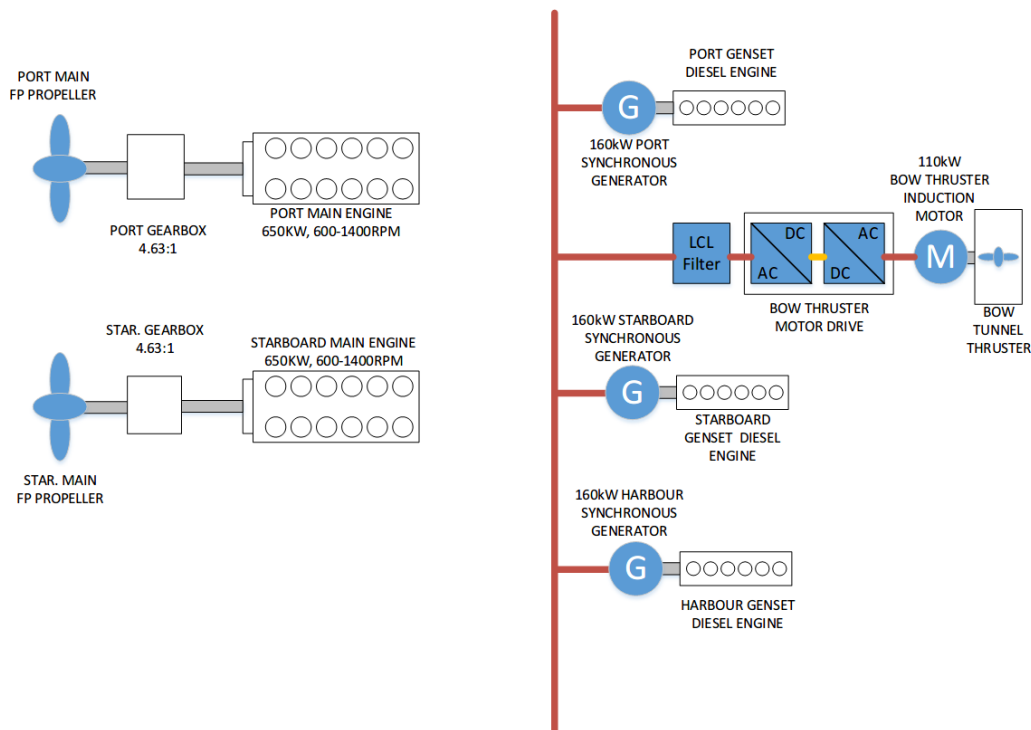 PORT MAIN
FP PROPELLER
PORT GEARBOX
4.63:1
PORT MAIN ENGINE
650KW, 600-1400RPM
STAR. GEARBOX
4.63:1
STARBOARD MAIN ENGINE
650KW, 600-1400RPM
STAR. MAIN
FP PROPELLER
PORT GENSET
DIESEL ENGINE
G
160kW PORT
SYNCHRONOUS
GENERATOR
110kW
BOW THRUSTER
INDUCTION
MOTOR
LCL
Filter
DC
AC
AC
DC
M
BOW THRUSTER
MOTOR DRIVE
BOW
TUNNEL
THRUSTER
160kW STARBOARD
SYNCHRONOUS
GENERATOR
G
STARBOARD
GENSET DIESEL
ENGINE
160kW HARBOUR
SYNCHRONOUS
GENERATOR
G
HARBOUR GENSET
DIESEL ENGINE